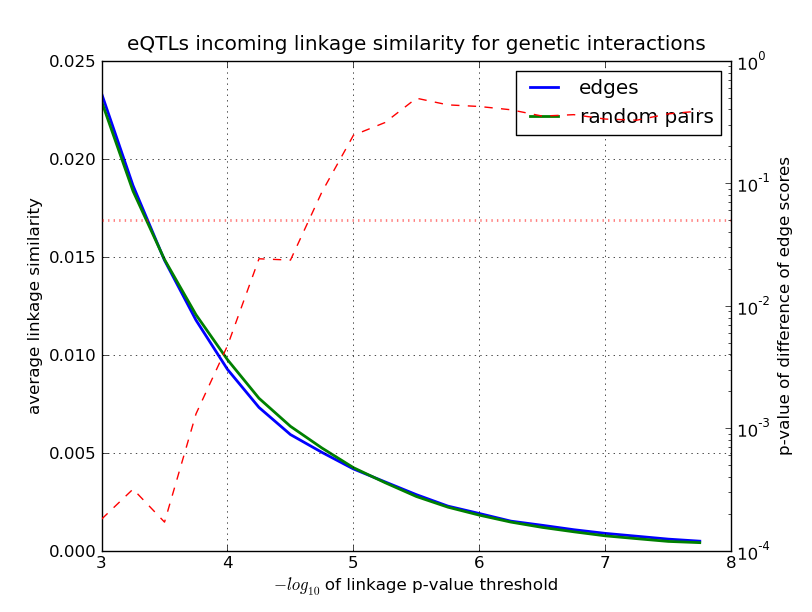 eQTLs incoming linkage similarity for genetic interactions
edges
random pairs
0.025
0.020
0.015
0.010
0.005
0.000
average linkage similarity
10^0
10^-1
10^-2
10^-3
10^-4
p-value of difference of edge scores
3 4 5 6 7 8
-log_10 of linkage p-value threshold